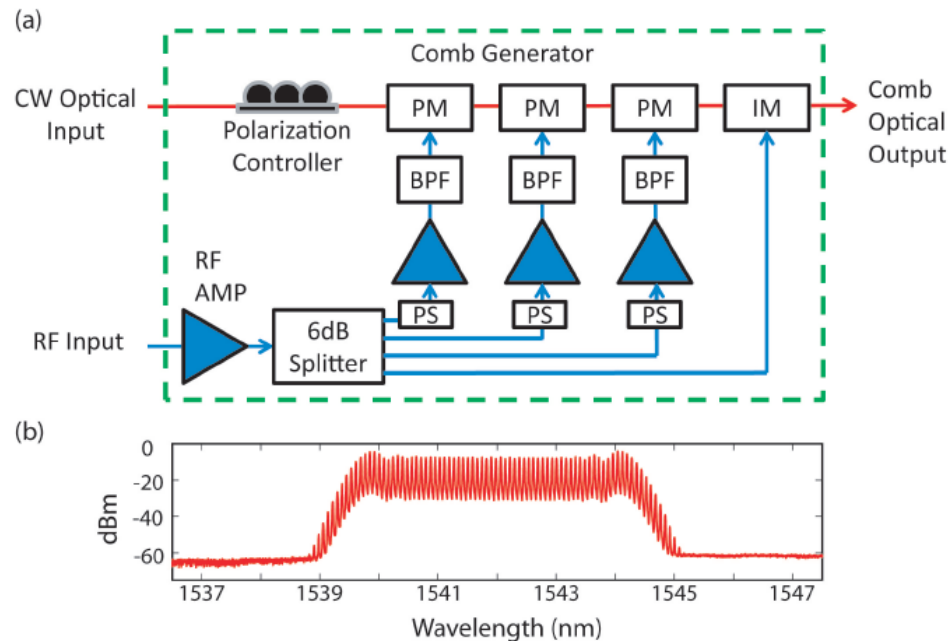 (a)
Comb Generator
CW Optical
Input
Polarization
Controller
PM
PM
PM
IM
Comb
Optical
Output
BPF
BPF
BPF
RF
AMP
PS
PS
PS
RF Input
6dB
Splitter
(b)
0
-20
-40
-60
dBm
1537
1539
1541
1543
1545
1547
Wavelength (nm)